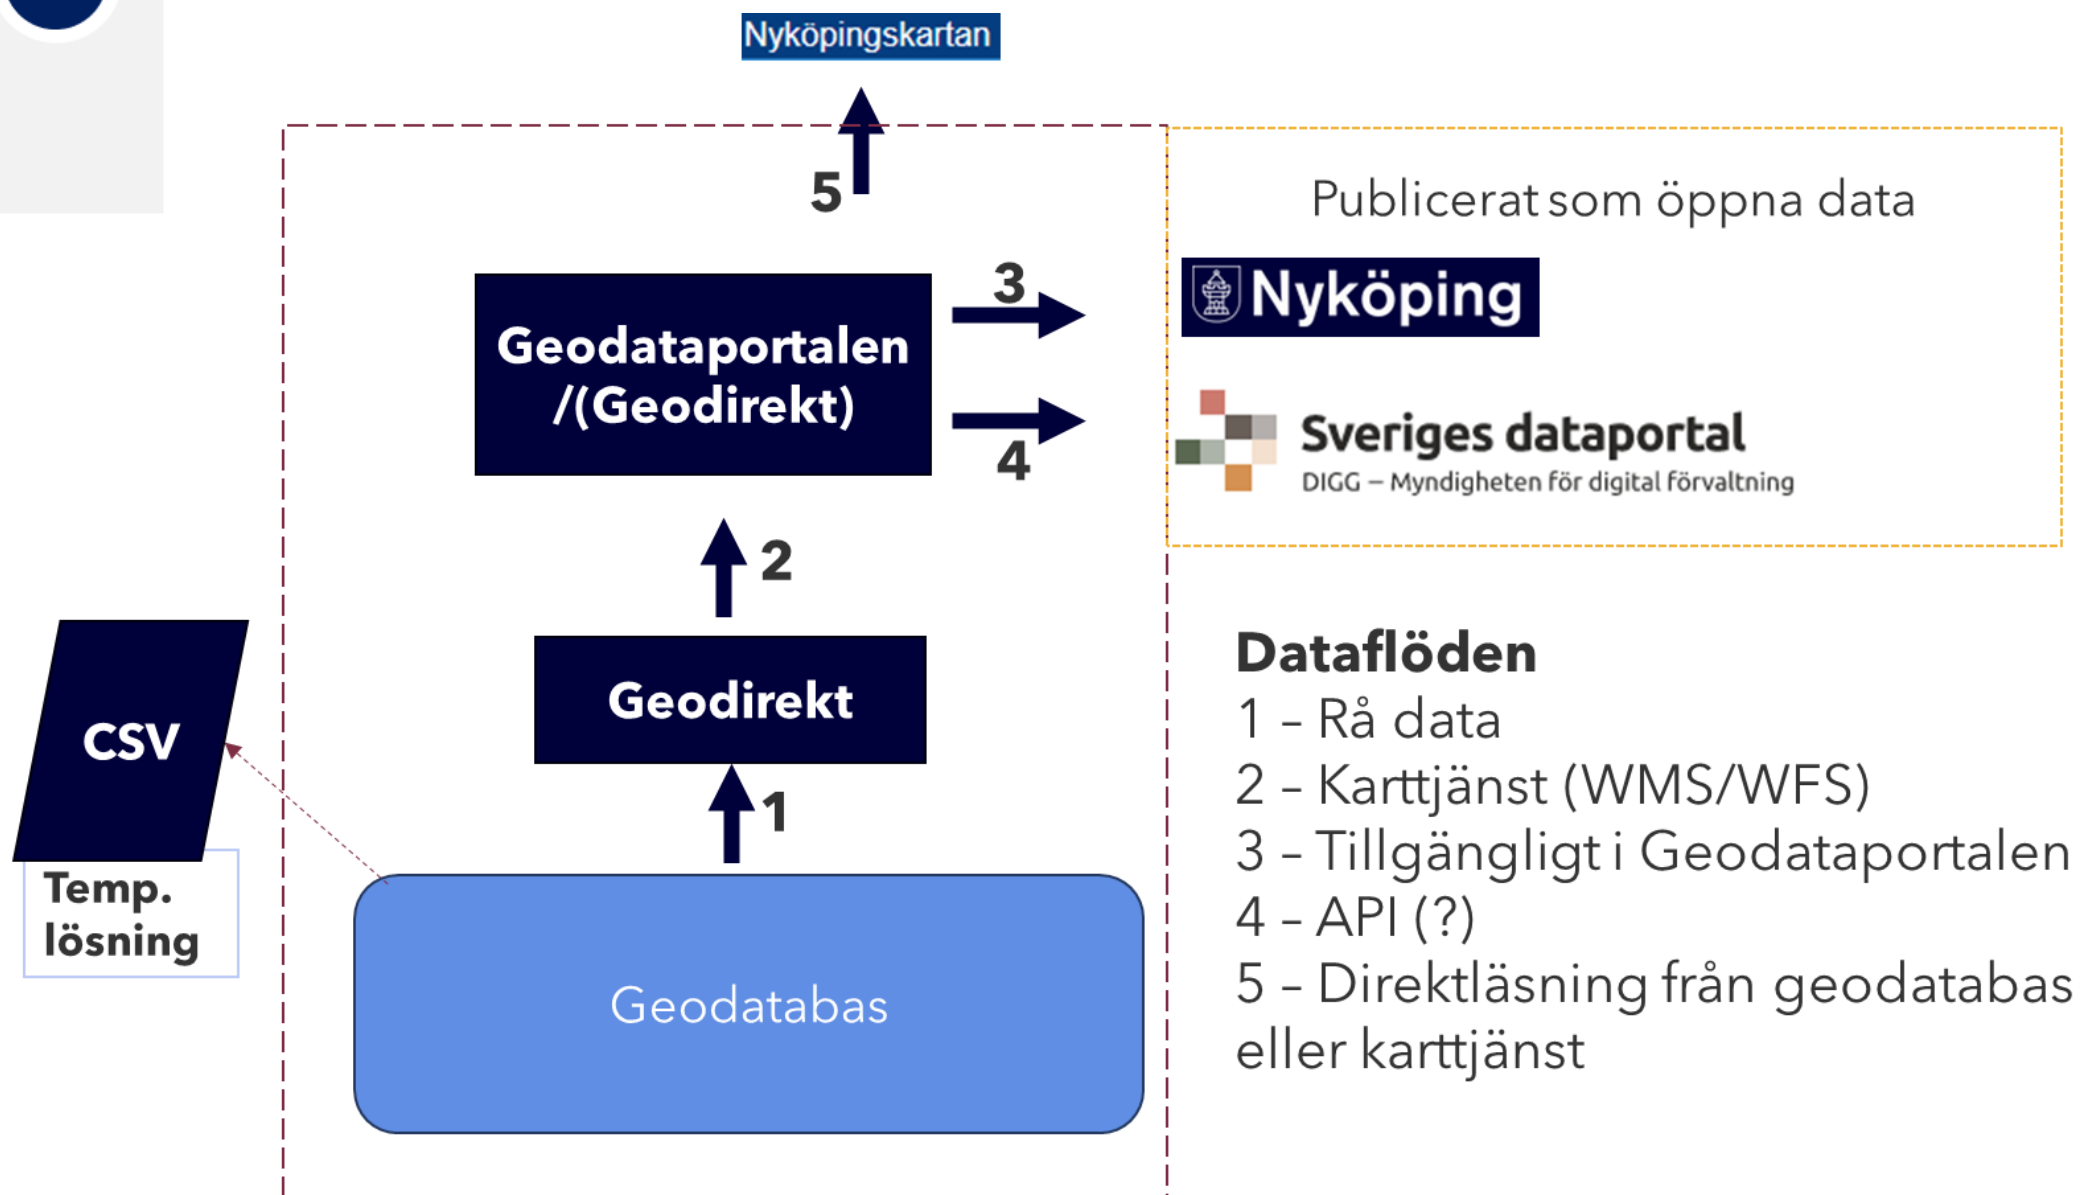 Nyköpingskartan
5
Publicerat som öppna data
3
Nyköping
Geodataportalen
/(Geodirekt)
4
Sveriges dataportal
DIGG – Myndigheten för digital förvaltning
2
Geodirekt
CSV
1
Temp.
lösning
Geodatabas
Dataflöden
1 – Rå data
2 – Karttjänst (WMS/WFS)
3 – Tillgängligt i Geodataportalen
4 – API (?)
5 – Direktläsning från geodatabas
eller karttjänst